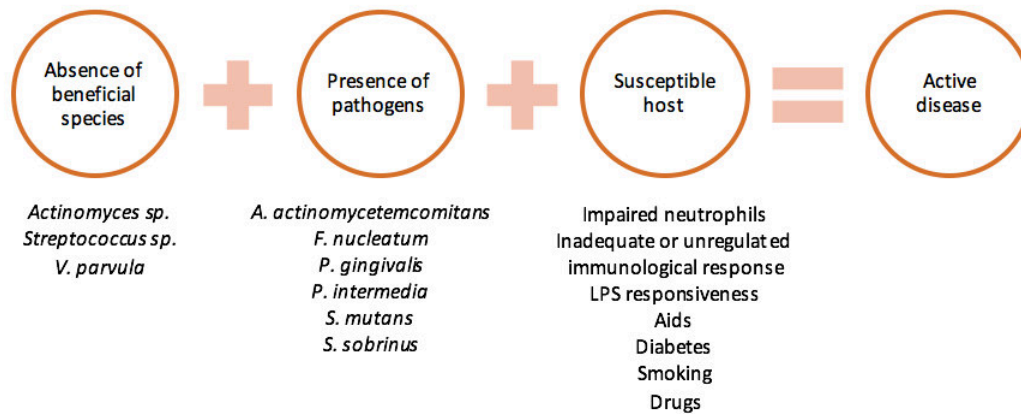 Absence of
beneficial
species
Presence of
pathogens
Susceptible
host
Active
disease
Actinomyces sp.
Streptococcus sp.
V. parvula
A. actinomycetemcomitans
F. nucleatum
P. gingivalis
P. intermedia
S. mutans
S. sobrinus
Impaired neutrophils
Inadequate or unregulated
immunological response
LPS responsiveness
Aids
Diabetes
Smoking
Drugs